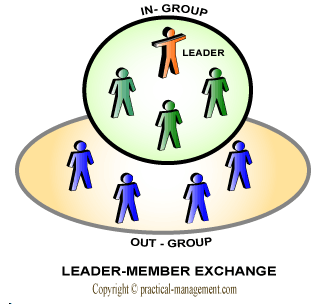 IN- GROUP
LEADER
OUT - GROUP
LEADER-MEMBER EXCHANGE
Copyright © practical-management.com